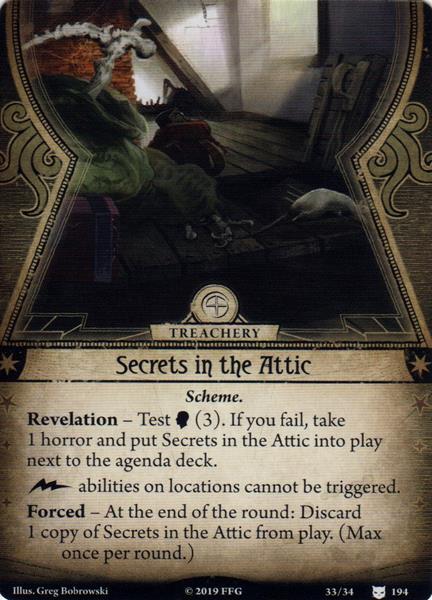 TREACHERY
Secrets in the Attic
Scheme.
Revelation – Test (3). If you fail, take
1 horror and put Secrets in the Attic into play
next to the agenda deck.
abilities on locations cannot be triggered.
Forced – At the end of the round: Discard
1 copy of Secrets in the Attic from play. (Max
once per round.)
Illus. Greg Bobrowski © 2019 FFG 33/34 194